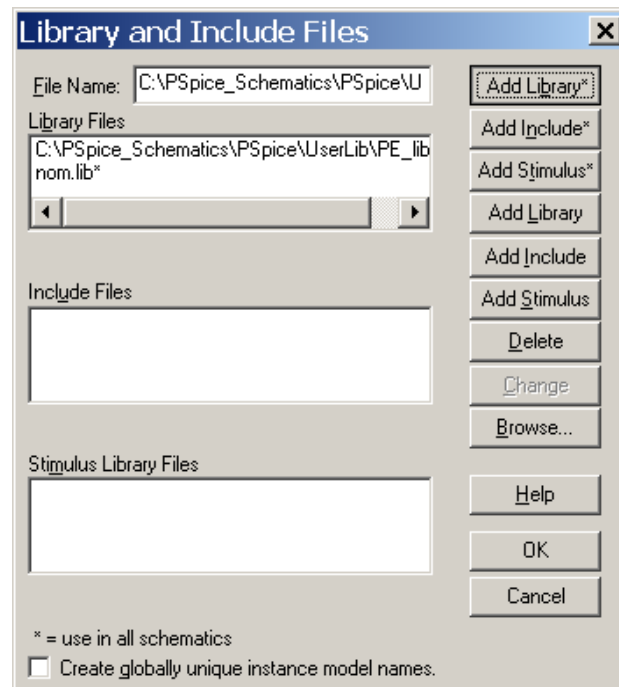 Library and Include Files
File Name: C:\PSpice_Schematics\PSpice\U
Add Library*
Library Files
C:\PSpice_Schematics\PSpice\UserLib\PE_lib
nom.lib*
Add Include*
Add Stimulus*
Add Library
Add Include
Include Files
Add Stimulus
Delete
Change
Browse...
Stimulus Library Files
Help
OK
Cancel
* = use in all schematics
Create globally unique instance model names.